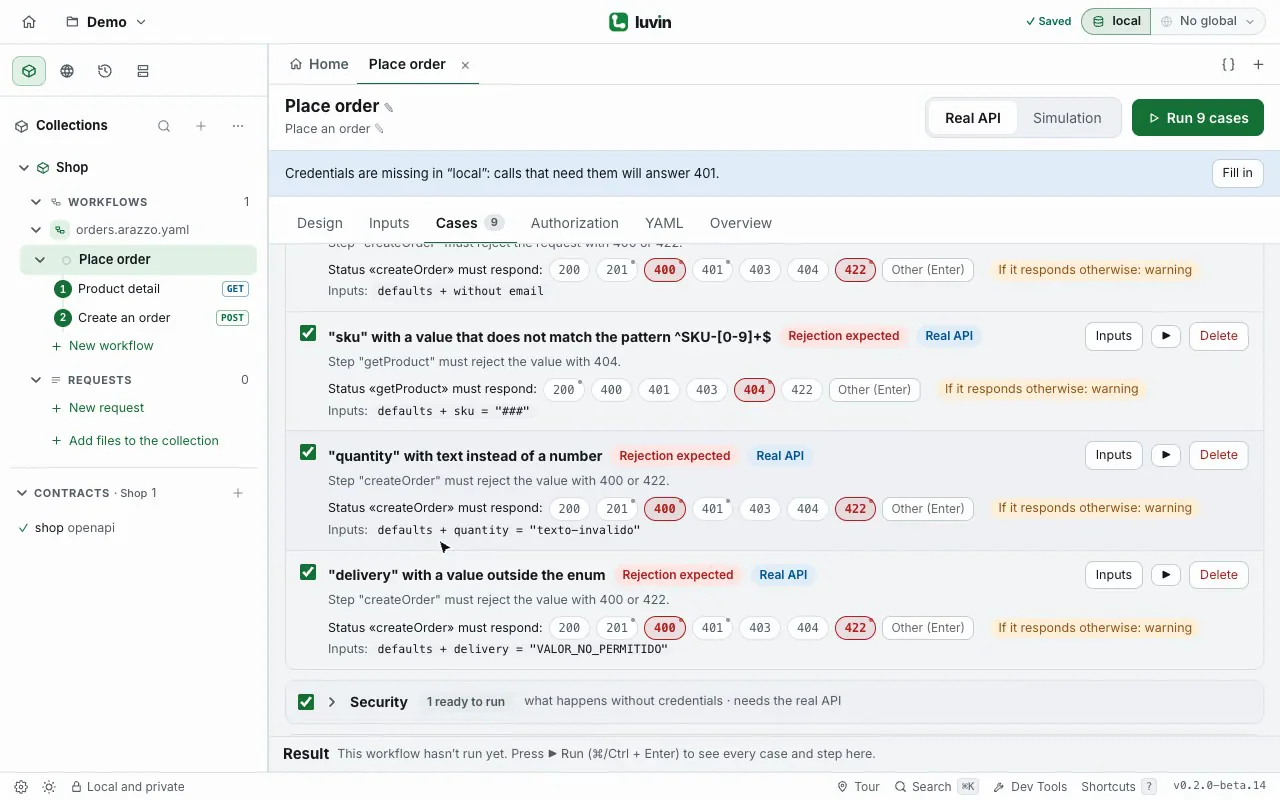 Demo
luvin
Saved
local
No global
Home
Place order
{ }
Collections
Place order
Place an order
Real API
Simulation
Run 9 cases
Shop
Credentials are missing in “local”: calls that need them will answer 401.
Fill in
WORKFLOWS 1
orders.arazzo.yaml
Place order
1 Product detail GET
2 Create an order POST
New workflow
REQUESTS 0
New request
Add files to the collection
CONTRACTS · Shop 1
shop openapi
Design
Inputs
Cases 9
Authorization
YAML
Overview
Step "createOrder" must reject the request with 400 or 422.
Status «createOrder» must respond: 200 201 400 401 403 404 422 Other (Enter) If it responds otherwise: warning
Inputs: defaults + without email
"sku" with a value that does not match the pattern ^SKU-[0-9]+$ Rejection expected Real API Inputs Delete
Step "getProduct" must reject the value with 404.
Status «getProduct» must respond: 200 400 401 403 404 422 Other (Enter) If it responds otherwise: warning
Inputs: defaults + sku = "###"
"quantity" with text instead of a number Rejection expected Real API Inputs Delete
Step "createOrder" must reject the value with 400 or 422.
Status «createOrder» must respond: 200 201 400 401 403 404 422 Other (Enter) If it responds otherwise: warning
Inputs: defaults + quantity = "texto-invalido"
"delivery" with a value outside the enum Rejection expected Real API Inputs Delete
Step "createOrder" must reject the value with 400 or 422.
Status «createOrder» must respond: 200 201 400 401 403 404 422 Other (Enter) If it responds otherwise: warning
Inputs: defaults + delivery = "VALOR_NO_PERMITIDO"
Security 1 ready to run what happens without credentials · needs the real API
Result This workflow hasn’t run yet. Press ▶ Run (⌘/Ctrl + Enter) to see every case and step here.
Local and private
Tour
Search ⌘K
Dev Tools
Shortcuts ?
v0.2.0-beta.14